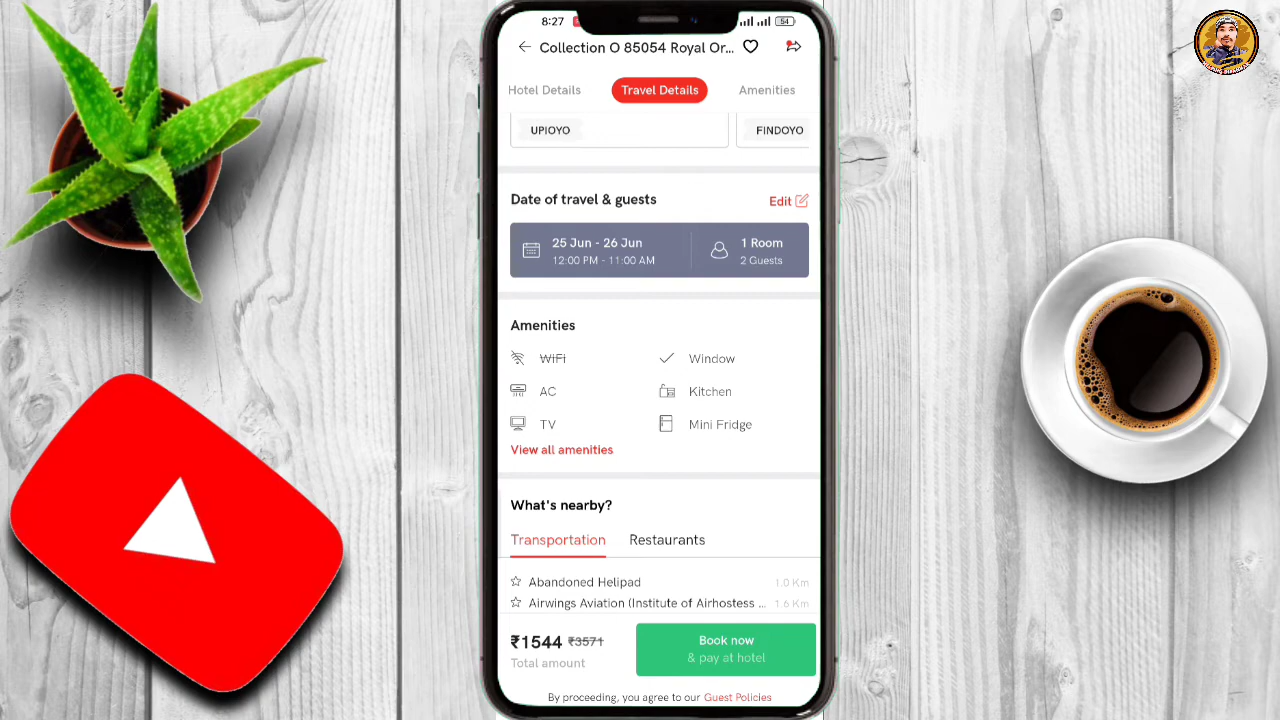 8:27
54
Collection O 85054 Royal Or...
Hotel Details
Travel Details
Amenities
UPIOYO
FINDOYO
Date of travel & guests
Edit
25 Jun - 26 Jun
12:00 PM - 11:00 AM
1 Room
2 Guests
Amenities
WiFi
Window
AC
Kitchen
TV
Mini Fridge
View all amenities
What's nearby?
Transportation
Restaurants
Abandoned Helipad
1.0 Km
Airwings Aviation (Institute of Airhostess ...
1.6 Km
₹1544 ₹3571
Total amount
Book now
& pay at hotel
By proceeding, you agree to our Guest Policies